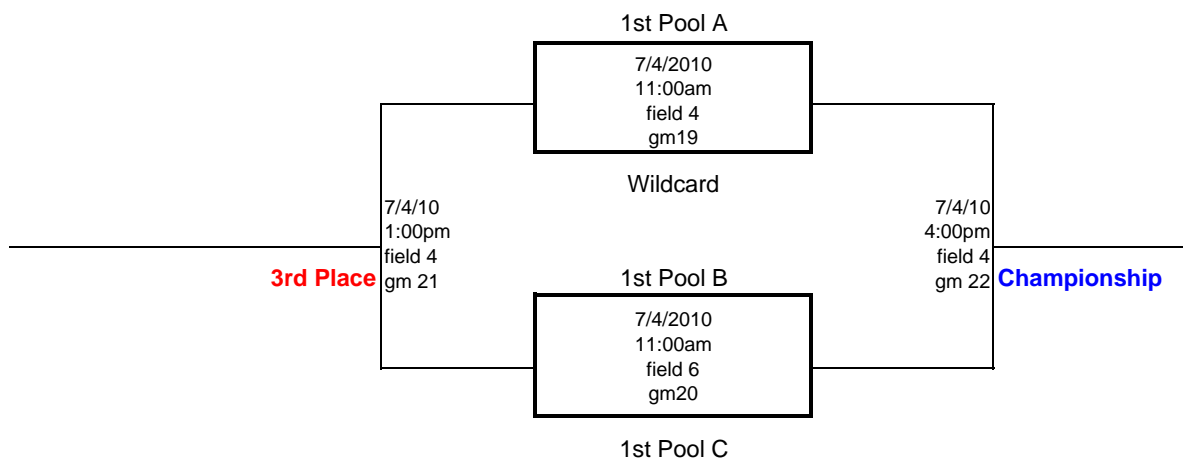 1st Pool A
7/4/2010
11:00am
field 4
gm19
Wildcard
7/4/10
1:00pm
field 4
3rd Place gm 21
7/4/10
4:00pm
field 4
gm 22 Championship
1st Pool B
7/4/2010
11:00am
field 6
gm20
1st Pool C